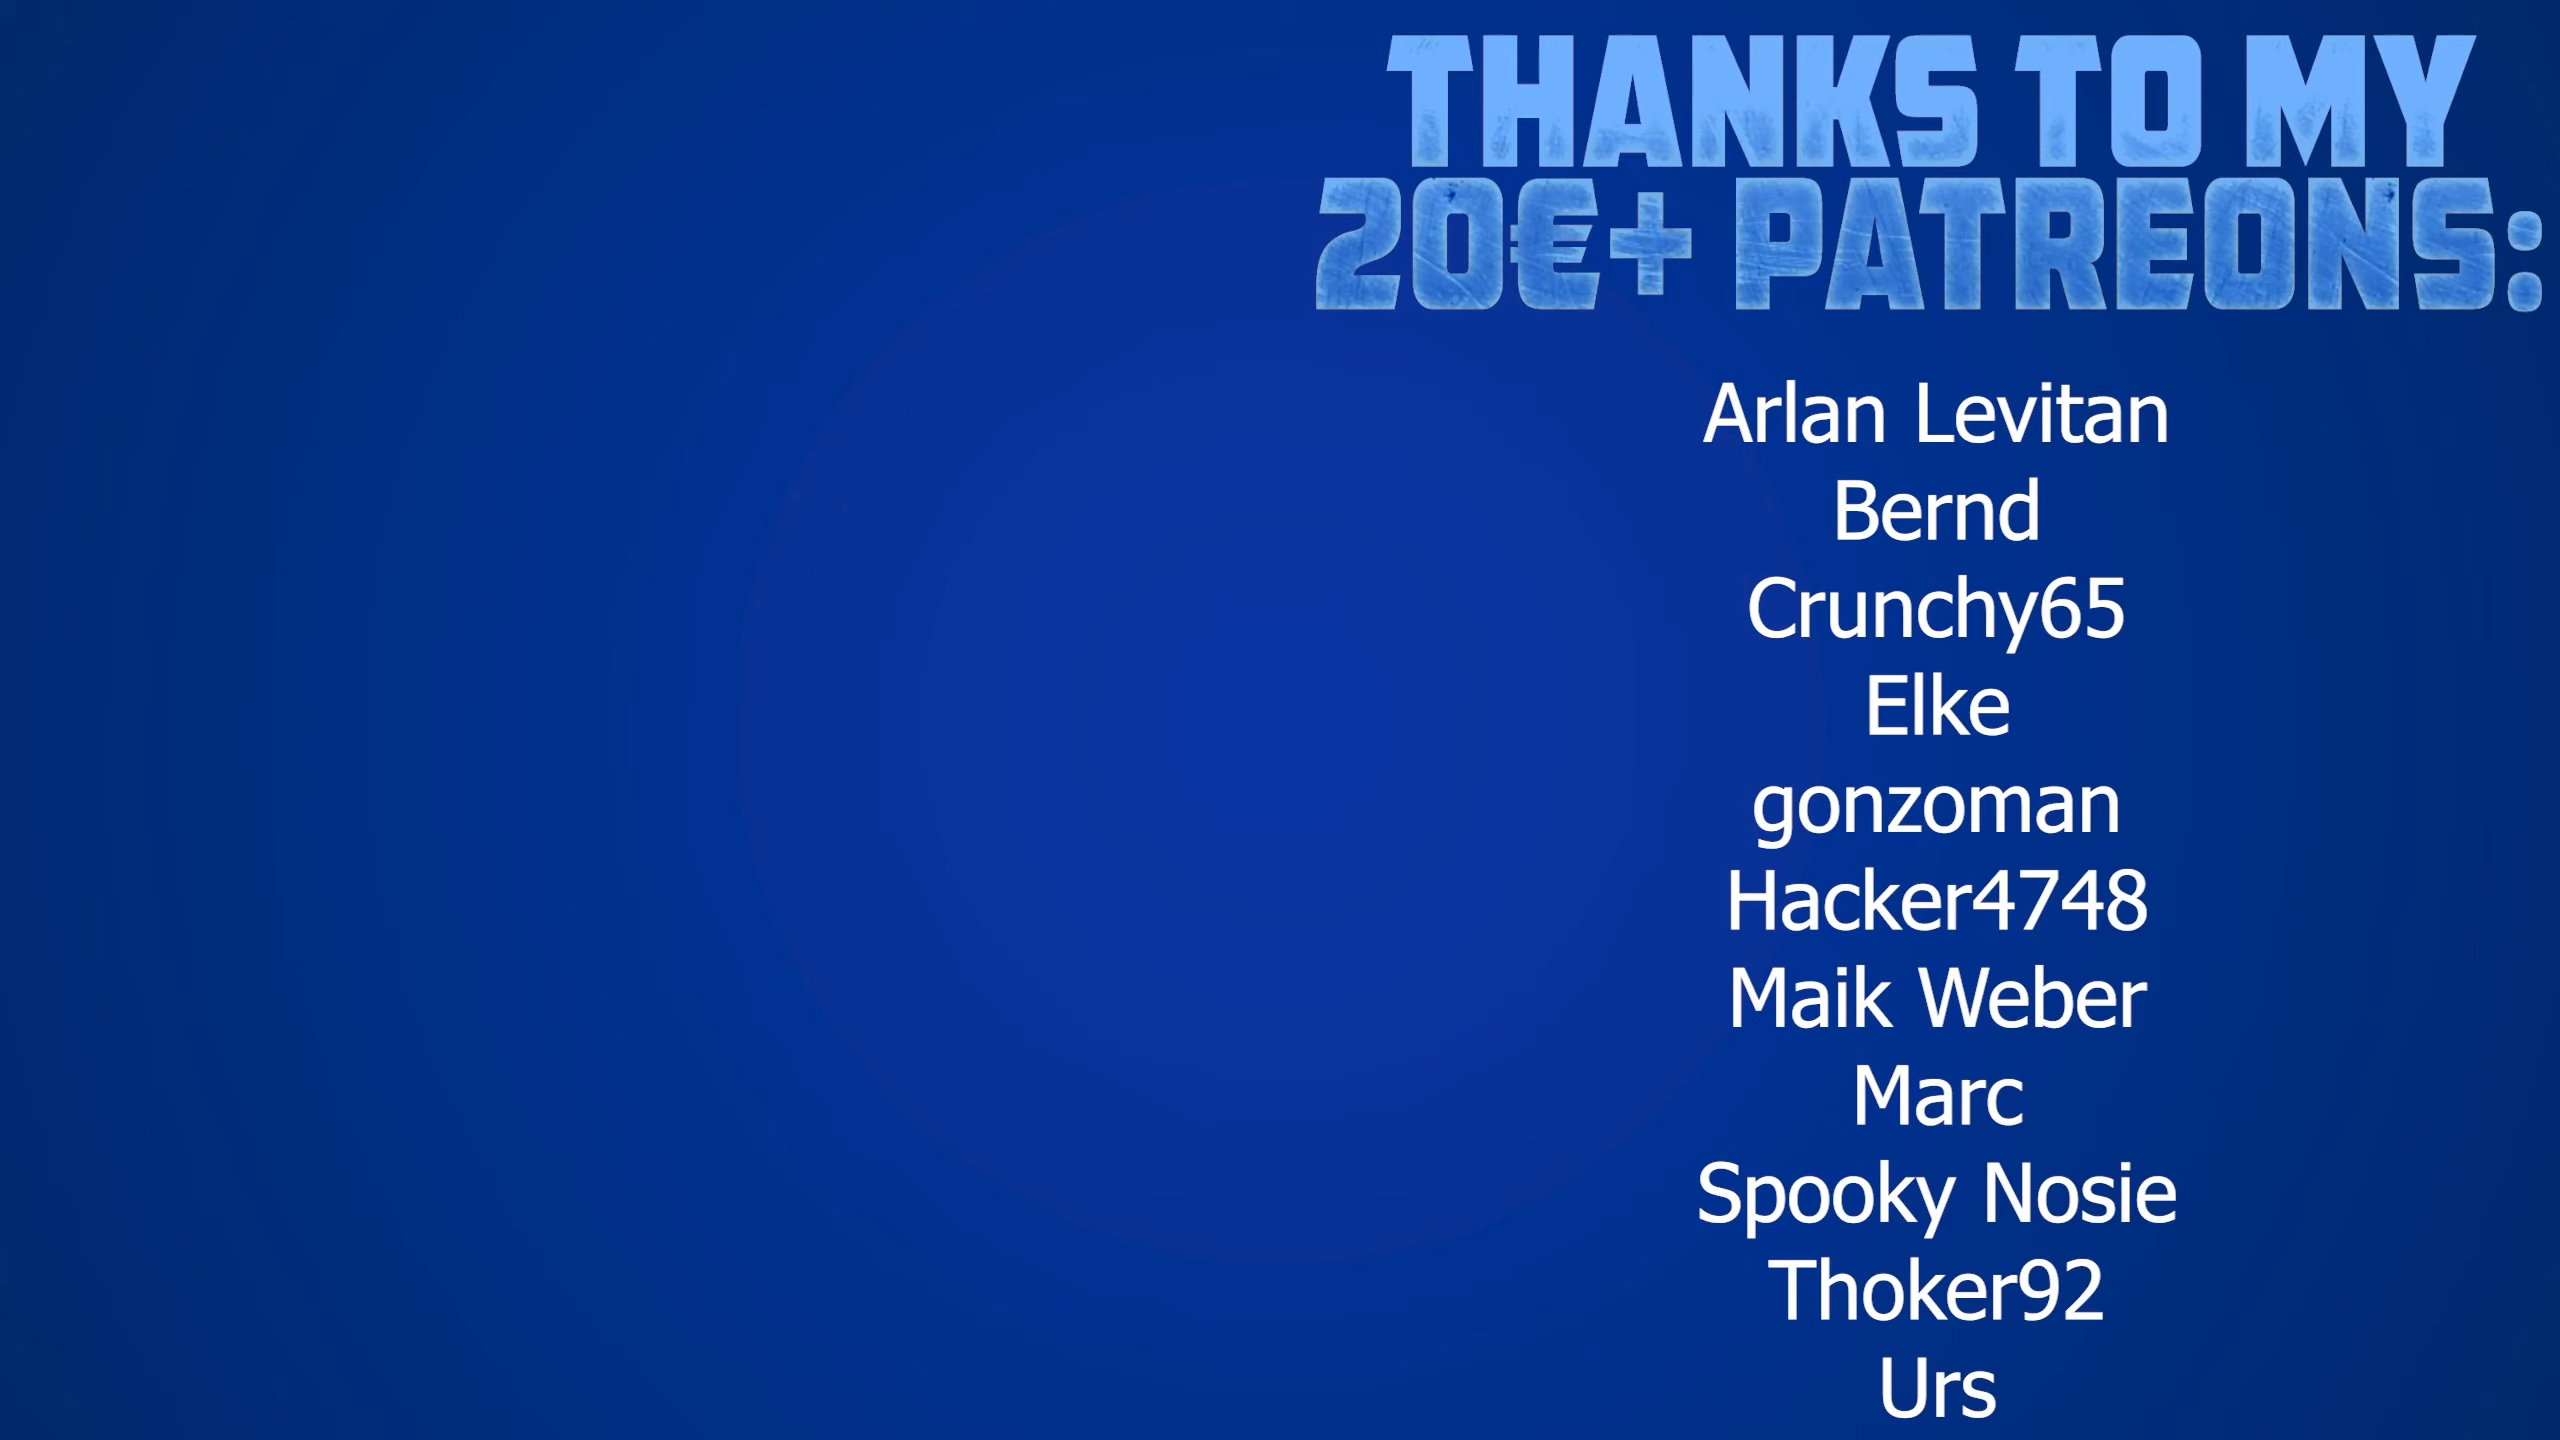 THANKS TO MY
20€+ PATREONS:
Arlan Levitan
Bernd
Crunchy65
Elke
gonzoman
Hacker4748
Maik Weber
Marc
Spooky Nosie
Thoker92
Urs